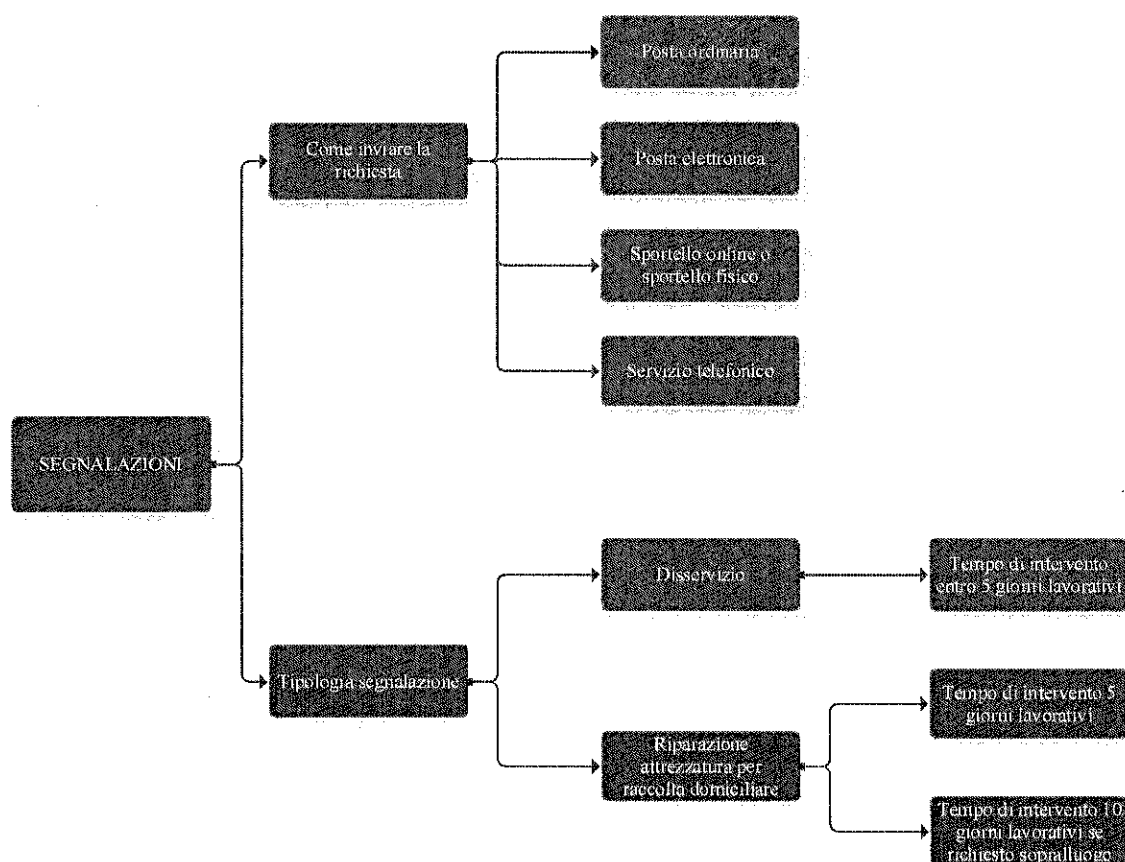 Posta ordinaria
Come inviare la
richiesta
Posta elettronica
Sportello online o
sportello fisico
Servizio telefonico
SEGNALAZIONI
Disservizio
Tempo di intervento
entro 5 giorni lavorativi
Tipologia segnalazione
Riparazione
attrezzatura per
raccolta domiciliare
Tempo di intervento 5
giorni lavorativi
Tempo di intervento 10
giorni lavorativi se
richiesto sopralluogo